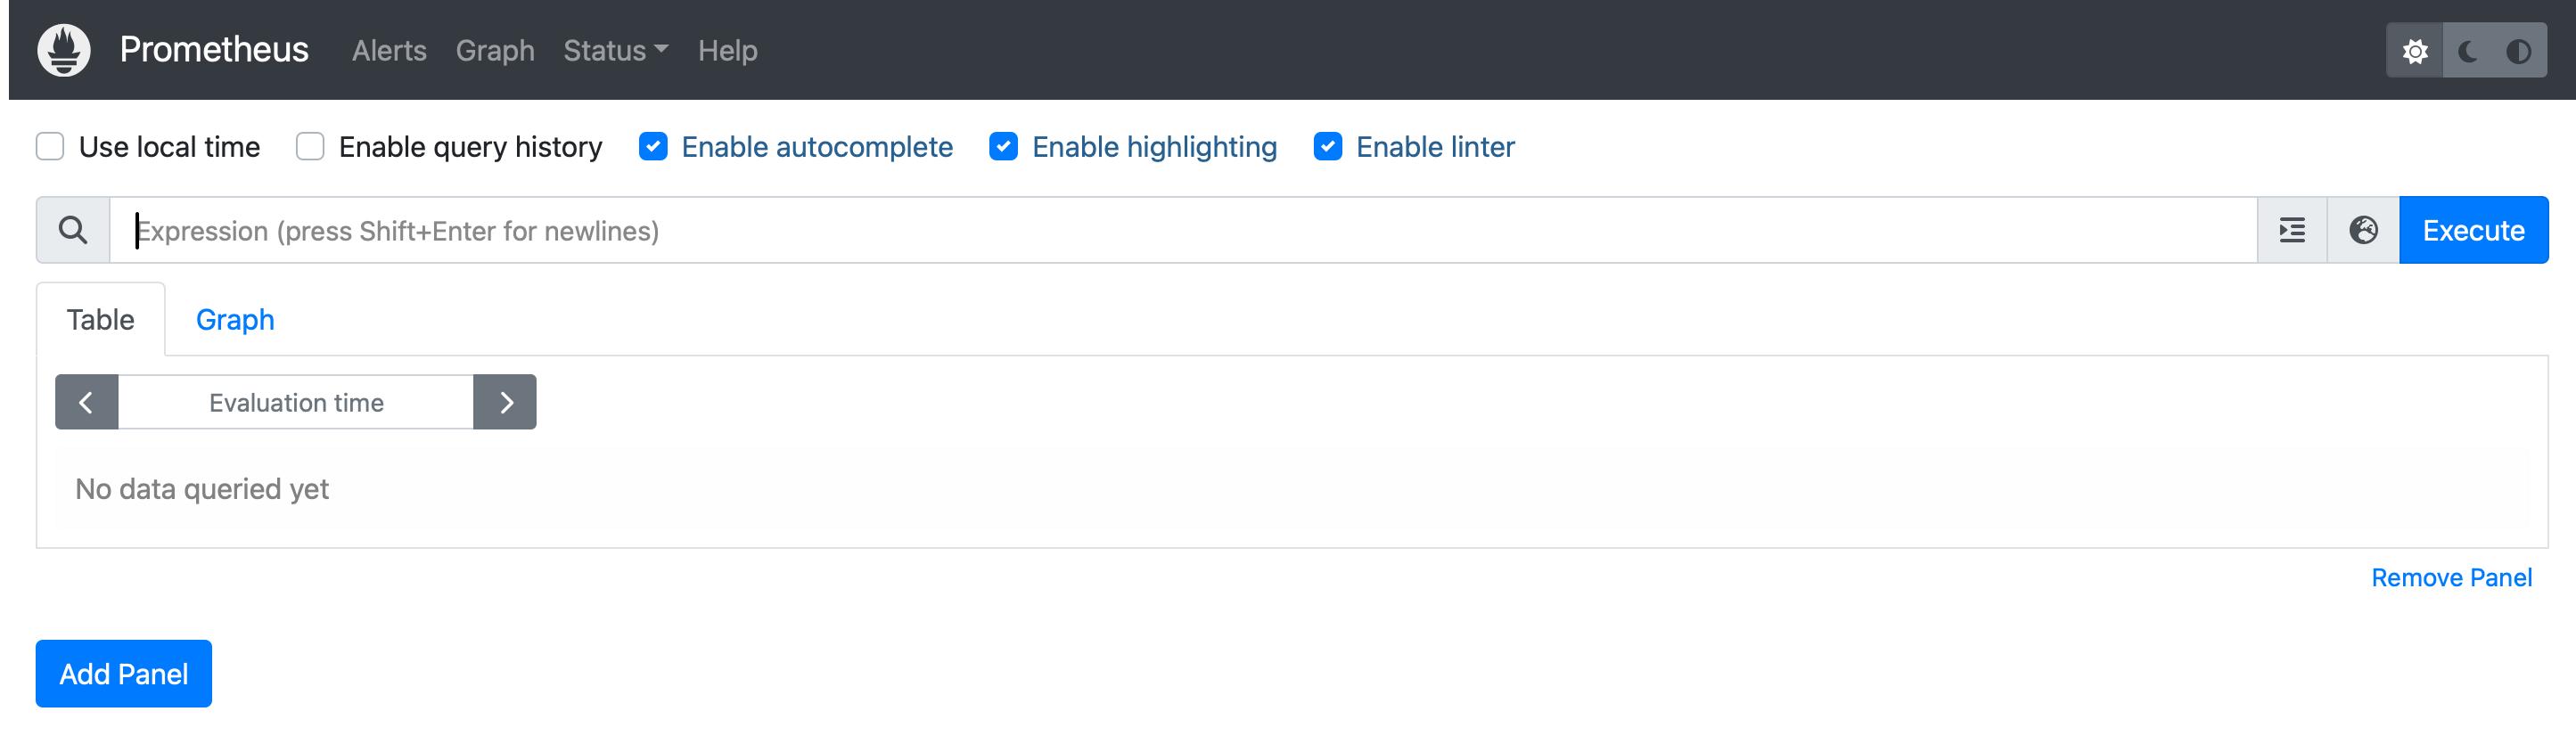 Prometheus Alerts Graph Status Help
Use local time Enable query history Enable autocomplete Enable highlighting Enable linter
Expression (press Shift+Enter for newlines) Execute
Table Graph
Evaluation time
No data queried yet
Remove Panel
Add Panel